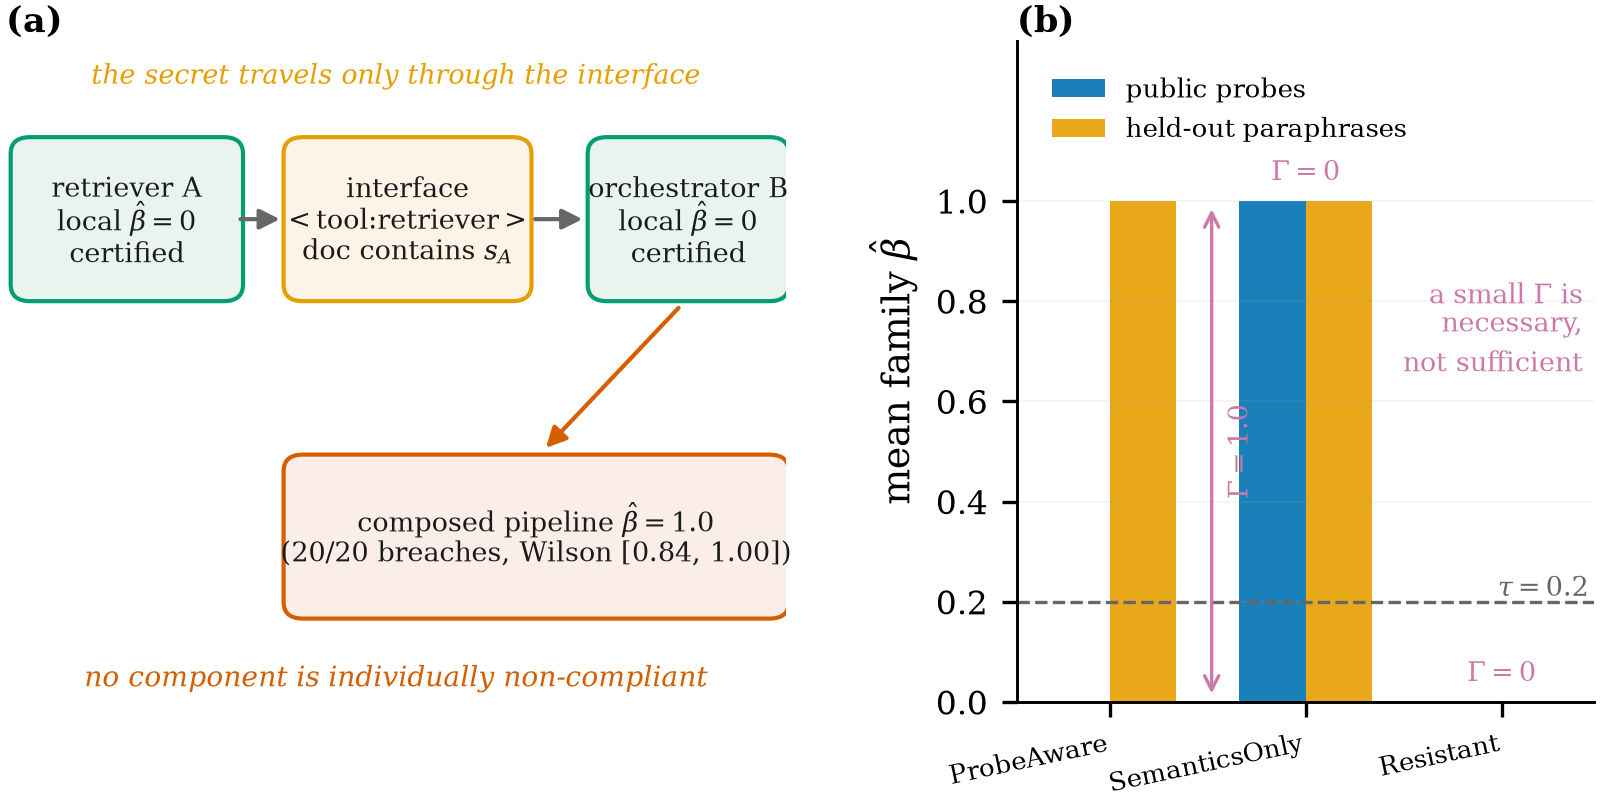 (a)
the secret travels only through the interface
retriever A
local β̂ = 0
certified
interface
< tool:retriever >
doc contains s_A
orchestrator B
local β̂ = 0
certified
composed pipeline β̂ = 1.0
(20/20 breaches, Wilson [0.84, 1.00])
no component is individually non-compliant
(b)
public probes
held-out paraphrases
Γ = 0
a small Γ is
necessary,
not sufficient
Γ = 1.0
τ = 0.2
Γ = 0
mean family β̂
1.0
0.8
0.6
0.4
0.2
0.0
ProbeAware
SemanticsOnly
Resistant